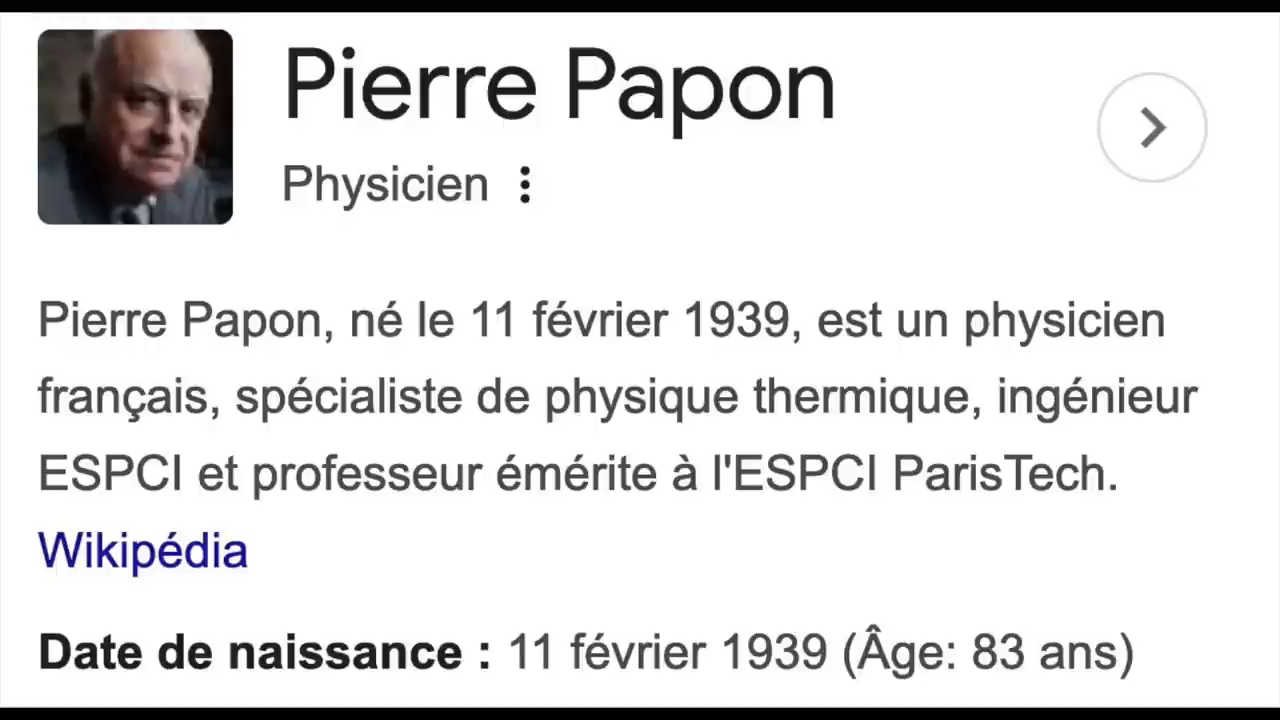 Pierre Papon
Physicien
Pierre Papon, né le 11 février 1939, est un physicien
français, spécialiste de physique thermique, ingénieur
ESPCI et professeur émérite à l'ESPCI ParisTech.
Wikipédia
Date de naissance : 11 février 1939 (Âge: 83 ans)